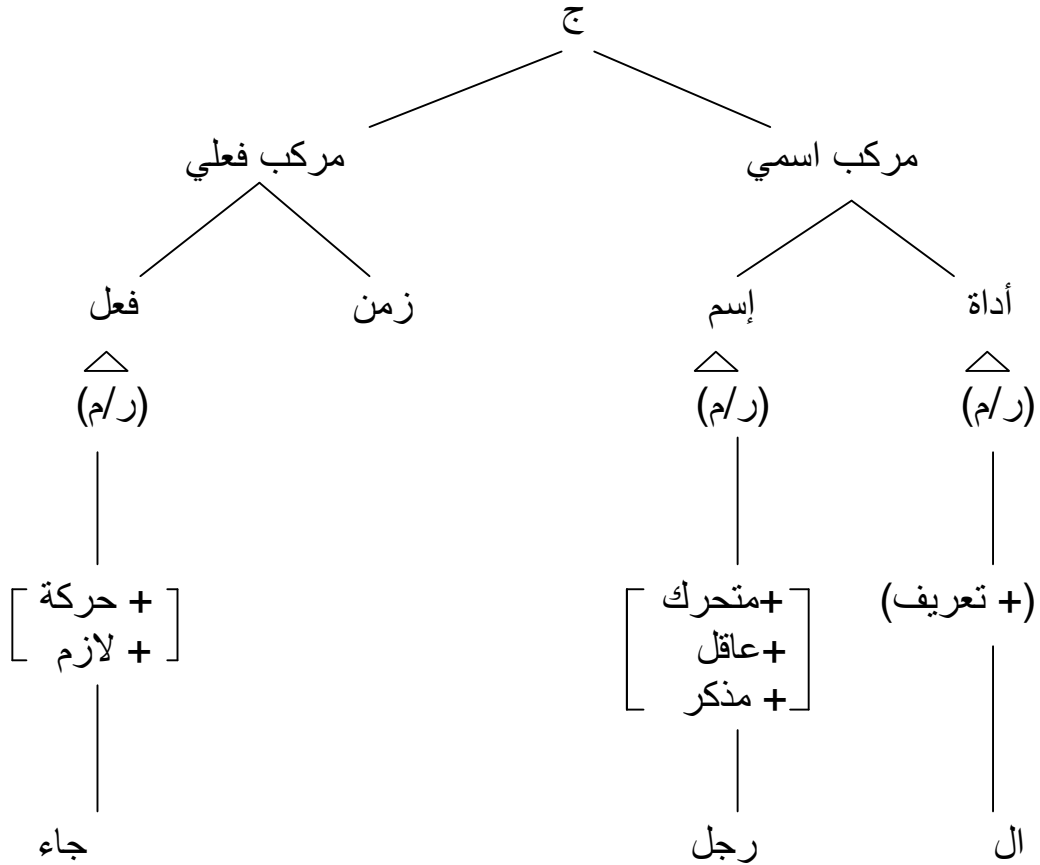 ج
مركب اسمي مركب فعلي
أداة إسم زمن فعل
(ر/م) (ر/م) (ر/م)
(+ تعريف) +متحرك + حركة
+عاقل + لازم
+ مذكر
ال رجل جاء